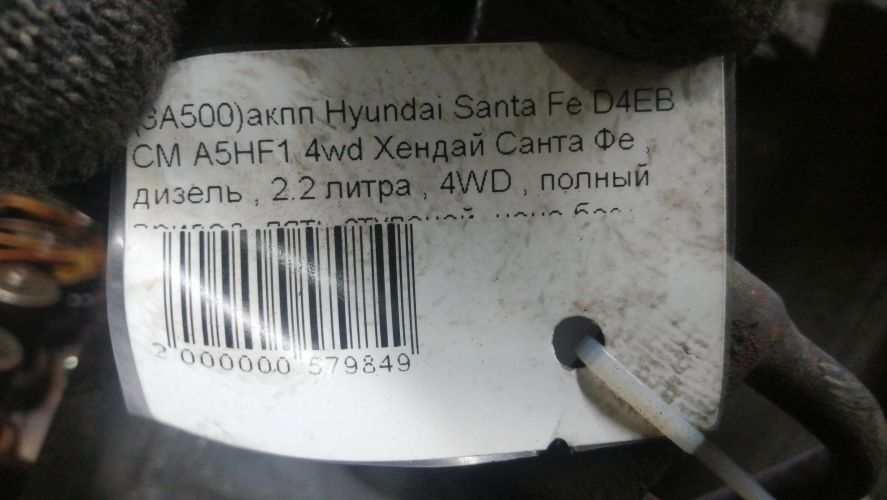 (3A500)акпп Hyundai Santa Fe D4EB
CM A5HF1 4wd Хендай Санта Фе ,
дизель , 2.2 литра , 4WD , полный
2 000000 579849